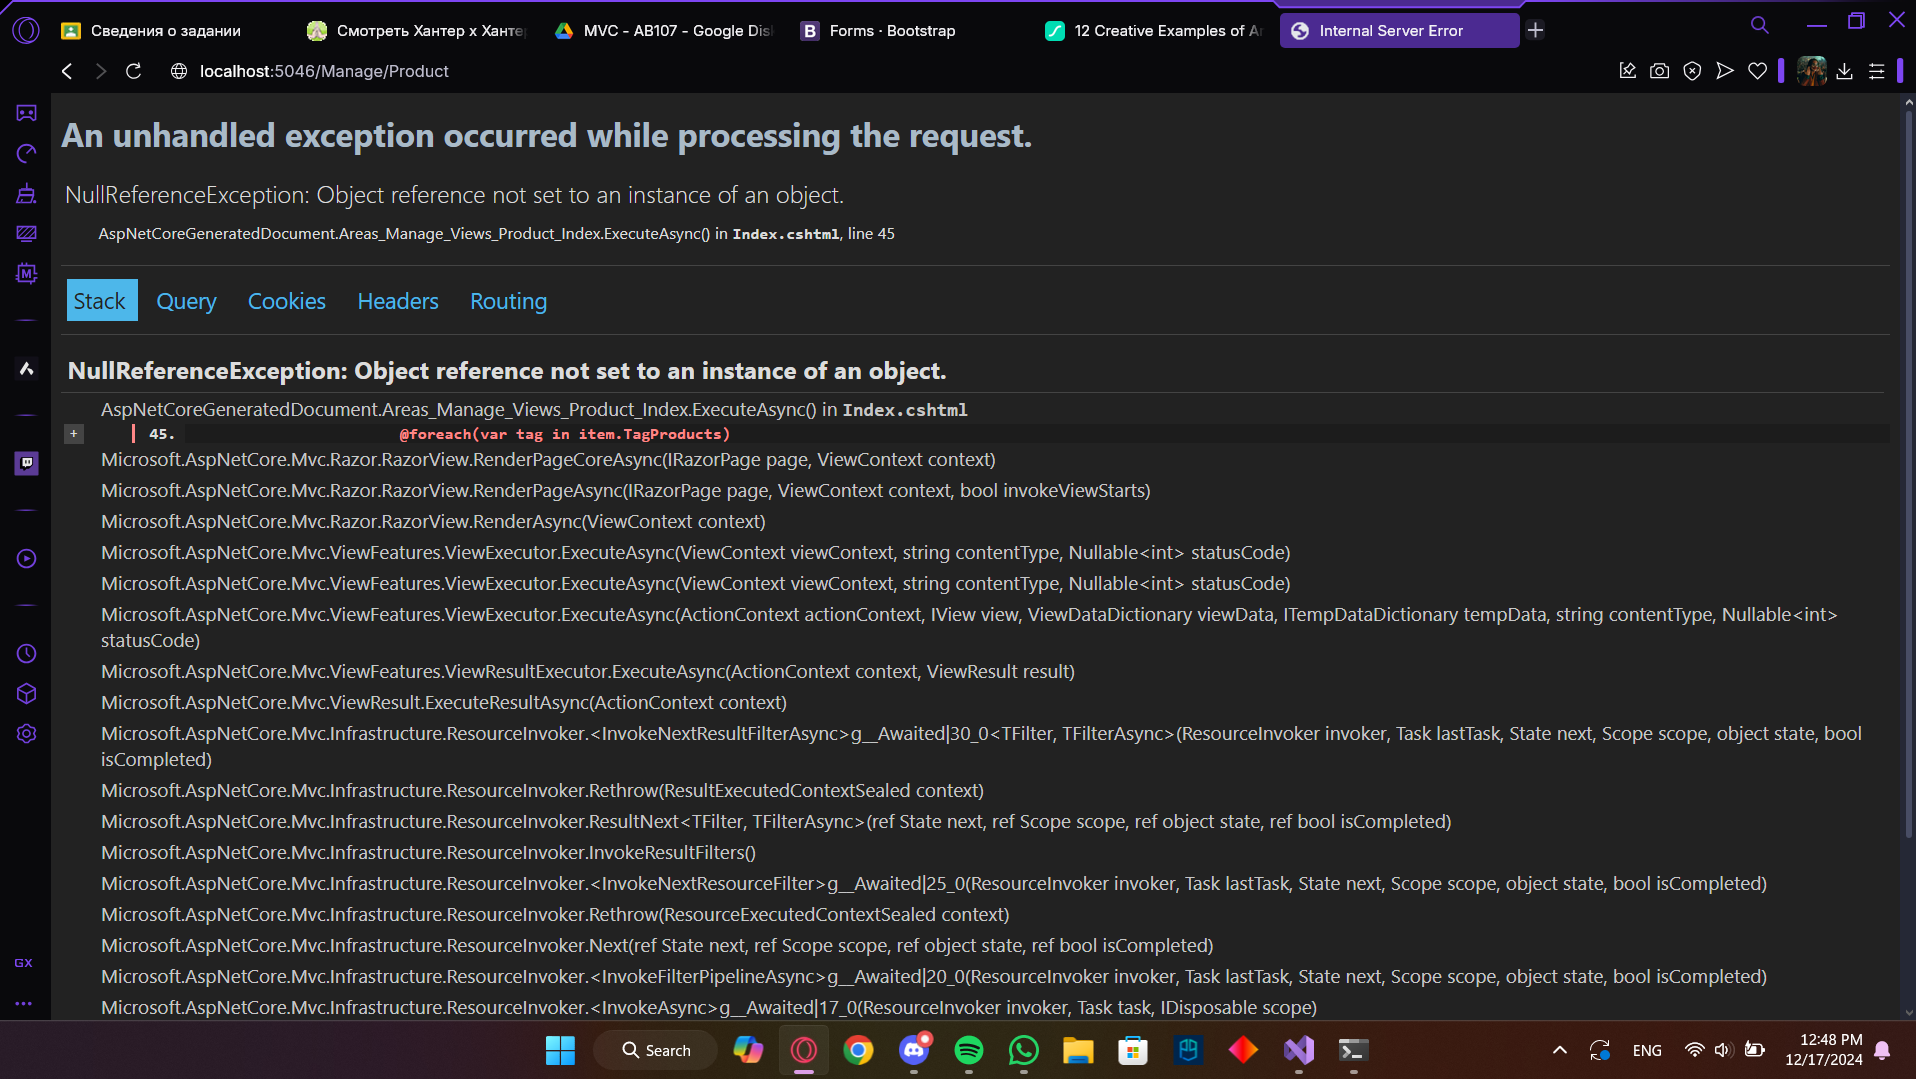 Сведения о задании
Смотреть Хантер х Хантe
MVC - AB107 - Google Disk
Forms · Bootstrap
12 Creative Examples of Ar
Internal Server Error
localhost:5046/Manage/Product
An unhandled exception occurred while processing the request.
NullReferenceException: Object reference not set to an instance of an object.
AspNetCoreGeneratedDocument.Areas_Manage_Views_Product_Index.ExecuteAsync() in Index.cshtml, line 45
Stack Query Cookies Headers Routing
NullReferenceException: Object reference not set to an instance of an object.
AspNetCoreGeneratedDocument.Areas_Manage_Views_Product_Index.ExecuteAsync() in Index.cshtml
+ 45. @foreach(var tag in item.TagProducts)
Microsoft.AspNetCore.Mvc.Razor.RazorView.RenderPageCoreAsync(IRazorPage page, ViewContext context)
Microsoft.AspNetCore.Mvc.Razor.RazorView.RenderPageAsync(IRazorPage page, ViewContext context, bool invokeViewStarts)
Microsoft.AspNetCore.Mvc.Razor.RazorView.RenderAsync(ViewContext context)
Microsoft.AspNetCore.Mvc.ViewFeatures.ViewExecutor.ExecuteAsync(ViewContext viewContext, string contentType, Nullable<int> statusCode)
Microsoft.AspNetCore.Mvc.ViewFeatures.ViewExecutor.ExecuteAsync(ViewContext viewContext, string contentType, Nullable<int> statusCode)
Microsoft.AspNetCore.Mvc.ViewFeatures.ViewExecutor.ExecuteAsync(ActionContext actionContext, IView view, ViewDataDictionary viewData, ITempDataDictionary tempData, string contentType, Nullable<int>
statusCode)
Microsoft.AspNetCore.Mvc.ViewFeatures.ViewResultExecutor.ExecuteAsync(ActionContext context, ViewResult result)
Microsoft.AspNetCore.Mvc.ViewResult.ExecuteResultAsync(ActionContext context)
Microsoft.AspNetCore.Mvc.Infrastructure.ResourceInvoker.<InvokeNextResultFilterAsync>g__Awaited|30_0<TFilter, TFilterAsync>(ResourceInvoker invoker, Task lastTask, State next, Scope scope, object state, bool
isCompleted)
Microsoft.AspNetCore.Mvc.Infrastructure.ResourceInvoker.Rethrow(ResultExecutedContextSealed context)
Microsoft.AspNetCore.Mvc.Infrastructure.ResourceInvoker.ResultNext<TFilter, TFilterAsync>(ref State next, ref Scope scope, ref object state, ref bool isCompleted)
Microsoft.AspNetCore.Mvc.Infrastructure.ResourceInvoker.InvokeResultFilters()
Microsoft.AspNetCore.Mvc.Infrastructure.ResourceInvoker.<InvokeNextResourceFilter>g__Awaited|25_0(ResourceInvoker invoker, Task lastTask, State next, Scope scope, object state, bool isCompleted)
Microsoft.AspNetCore.Mvc.Infrastructure.ResourceInvoker.Rethrow(ResourceExecutedContextSealed context)
Microsoft.AspNetCore.Mvc.Infrastructure.ResourceInvoker.Next(ref State next, ref Scope scope, ref object state, ref bool isCompleted)
Microsoft.AspNetCore.Mvc.Infrastructure.ResourceInvoker.<InvokeFilterPipelineAsync>g__Awaited|20_0(ResourceInvoker invoker, Task lastTask, State next, Scope scope, object state, bool isCompleted)
Microsoft.AspNetCore.Mvc.Infrastructure.ResourceInvoker.<InvokeAsync>g__Awaited|17_0(ResourceInvoker invoker, Task task, IDisposable scope)
GX
Search
ENG
12:48 PM
12/17/2024